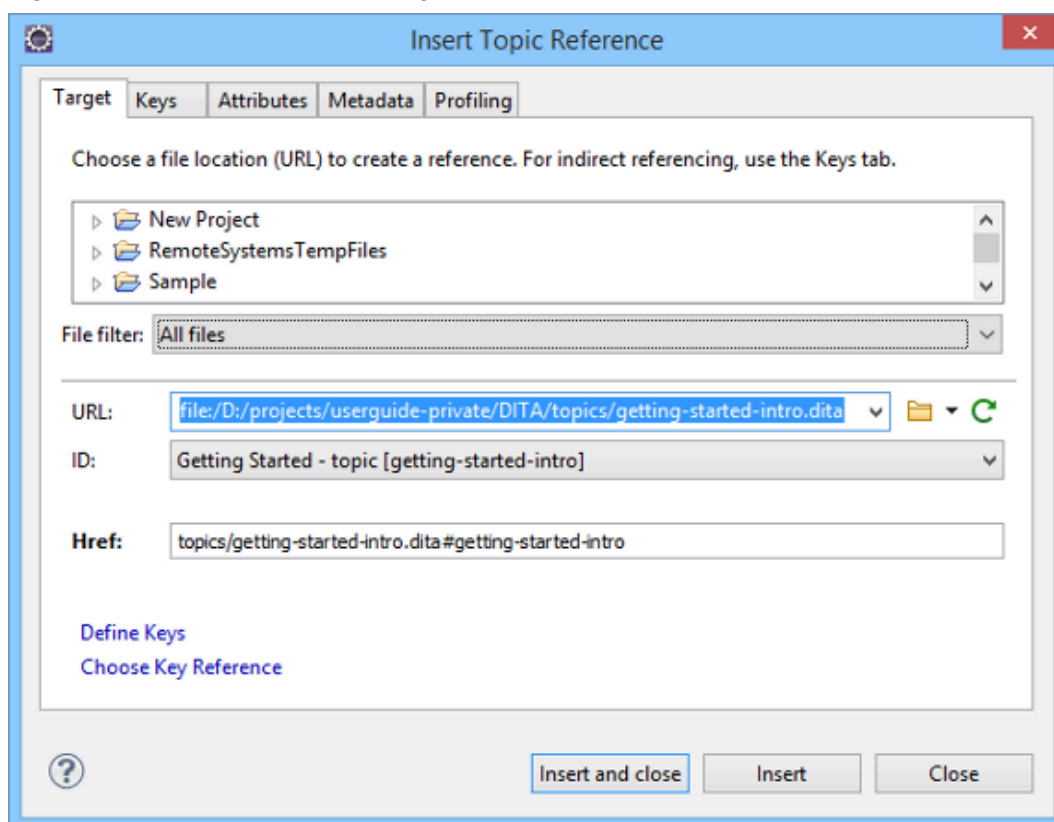 Insert Topic Reference
Target Keys Attributes Metadata Profiling
Choose a file location (URL) to create a reference. For indirect referencing, use the Keys tab.
New Project
RemoteSystemsTempFiles
Sample
File filter: All files
URL: file:/D:/projects/userguide-private/DITA/topics/getting-started-intro.dita
ID: Getting Started - topic [getting-started-intro]
Href: topics/getting-started-intro.dita#getting-started-intro
Define Keys
Choose Key Reference
Insert and close Insert Close